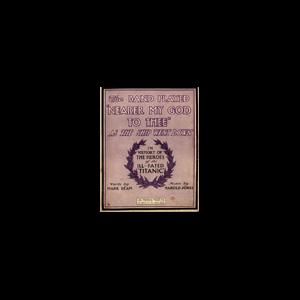 The BAND PLAYED
"NEARER MY GOD
TO THEE"
AS THE SHIP WENT DOWN
IN
MEMORY OF
THE HEROES
of the
ILL-FATED
TITANIC
Words by
MARK BEAM
Music by
HAROLD JONES